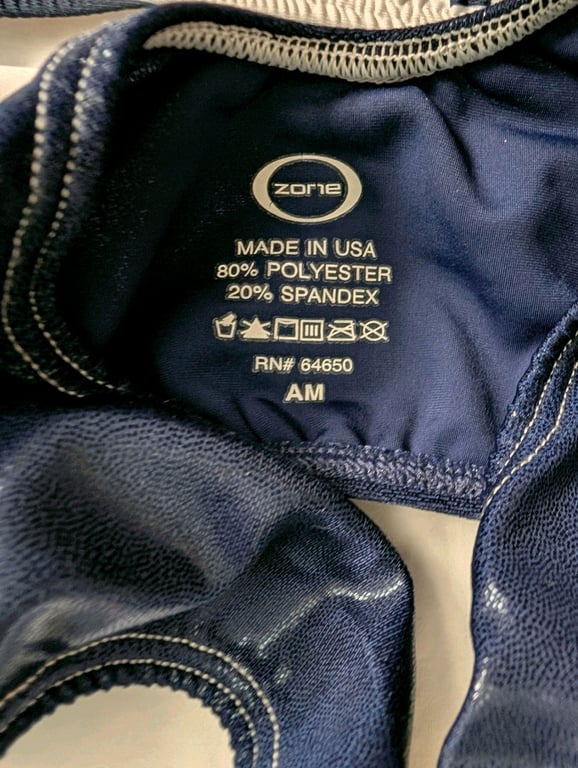 zone
MADE IN USA
80% POLYESTER
20% SPANDEX
RN# 64650
AM